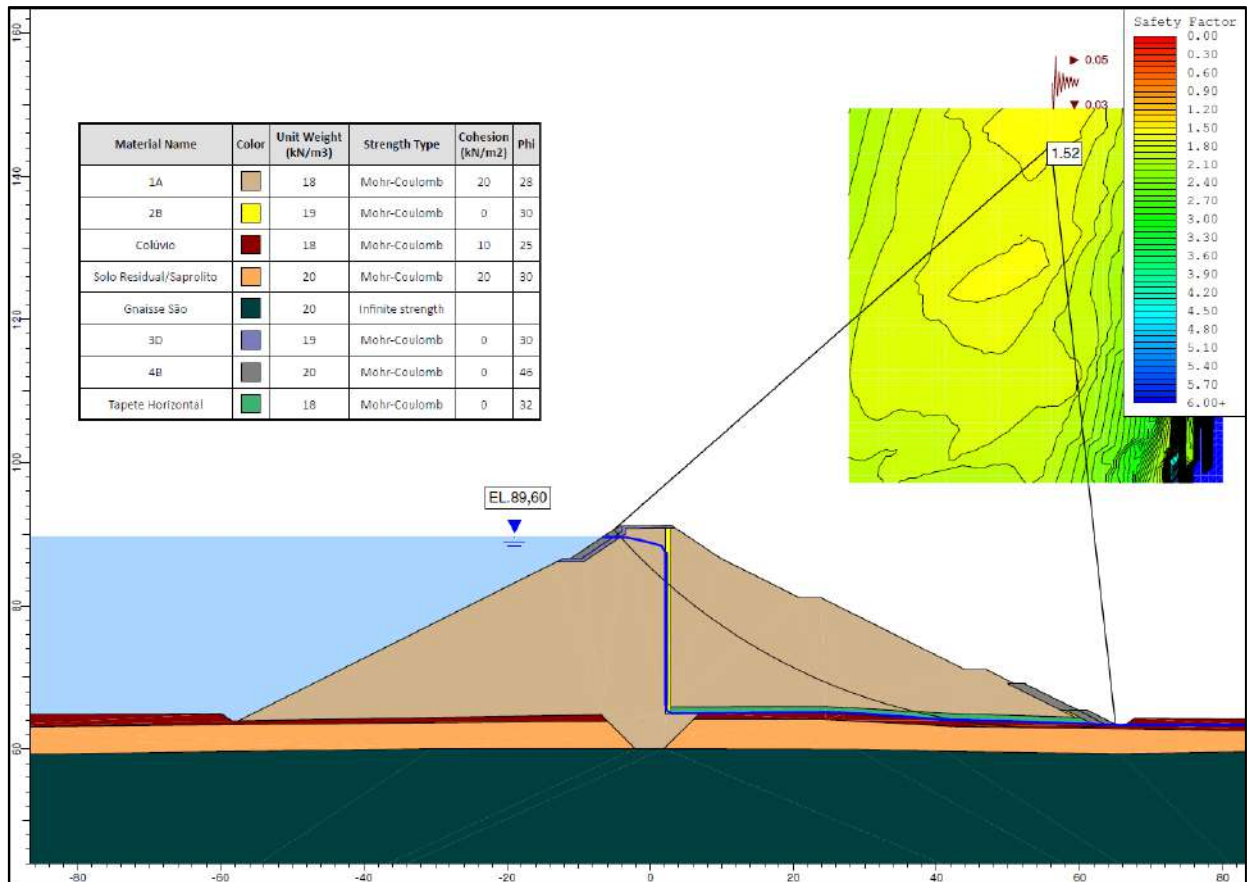 Safety Factor
0.00
0.30
0.60
0.90
1.20
1.50
1.80
2.10
2.40
2.70
3.00
3.30
3.60
3.90
4.20
4.50
4.80
5.10
5.40
5.70
6.00+
0.05
0.03
1.52
Material Name Color Unit Weight (kN/m3) Strength Type Cohesion (kN/m2) Phi
1A 18 Mohr-Coulomb 20 28
2B 19 Mohr-Coulomb 0 30
Colúvio 18 Mohr-Coulomb 10 25
Solo Residual/Saprolito 20 Mohr-Coulomb 20 30
Gnaisse São 20 Infinite strength
3D 19 Mohr-Coulomb 0 30
4B 20 Mohr-Coulomb 0 46
Tapete Horizontal 18 Mohr-Coulomb 0 32
EL.89,60
160
140
120
100
80
60
-80 -60 -40 -20 0 20 40 60 80